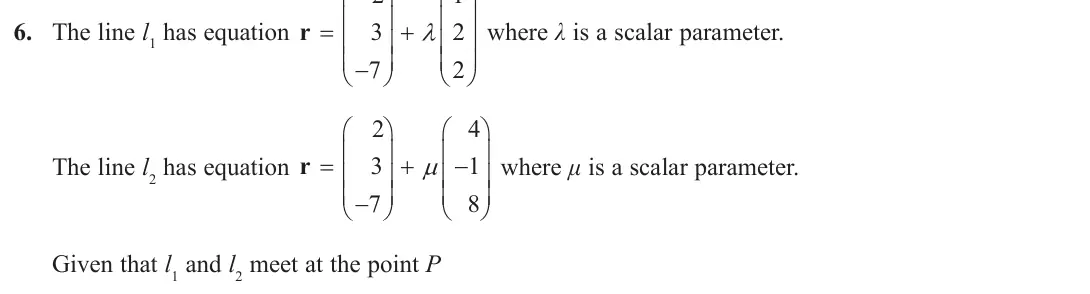 6. The line l₁ has equation r = ( 3 −7 ) + λ ( 2 2 ) where λ is a scalar parameter.
The line l₂ has equation r = ( 2 3 −7 ) + μ ( 4 −1 8 ) where μ is a scalar parameter.
Given that l₁ and l₂ meet at the point P